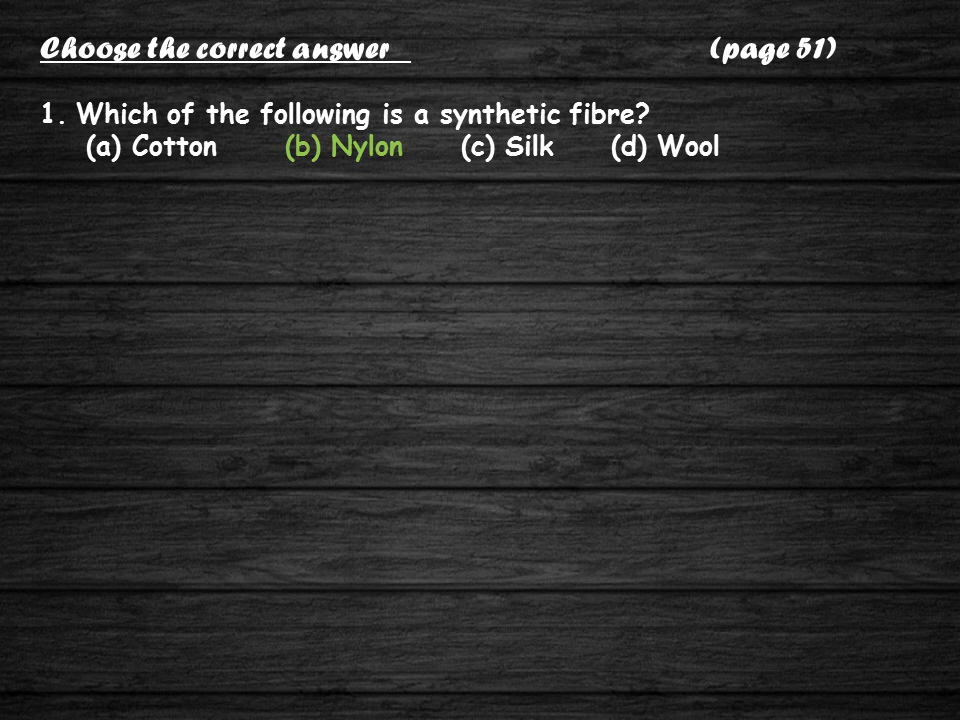 Choose the correct answer (page 51)
1. Which of the following is a synthetic fibre?
(a) Cotton (b) Nylon (c) Silk (d) Wool